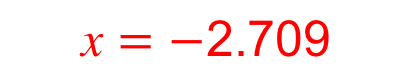 x = −2.709